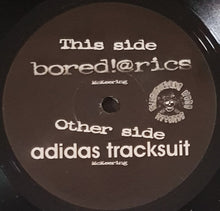 This side
bored!@rics
McKeering
Other side
adidas tracksuit
McKeering